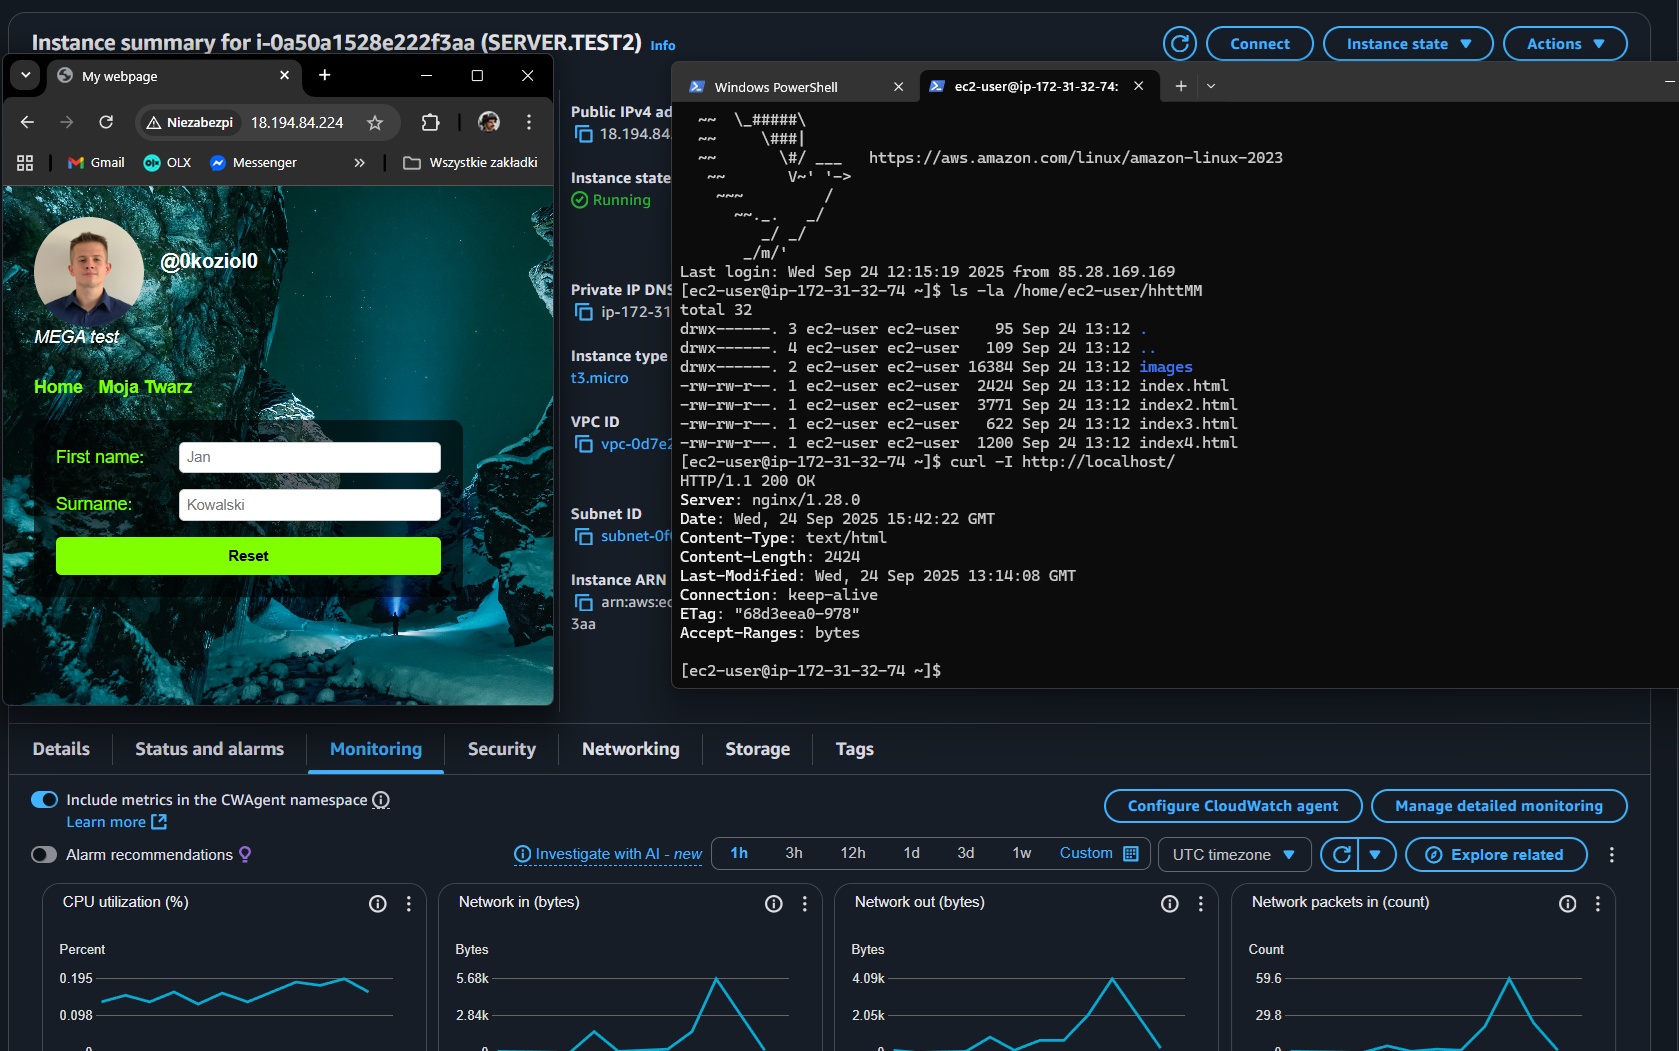 Instance summary for i-0a50a1528e222f3aa (SERVER.TEST2) Info
Connect
Instance state
Actions
My webpage
Niezabezpi 18.194.84.224
Gmail
OLX
Messenger
»
Wszystkie zakładki
@0koziol0
MEGA test
Home Moja Twarz
First name: Jan
Surname: Kowalski
Reset
Public IPv4 ad
18.194.84.
Instance state
Running
Private IP DNS
ip-172-31
Instance type
t3.micro
VPC ID
vpc-0d7e2
Subnet ID
subnet-0f
Instance ARN
arn:aws:ec
3aa
Windows PowerShell
ec2-user@ip-172-31-32-74:
~~  \_#####\
~~     \###|
~~       \#/ ___   https://aws.amazon.com/linux/amazon-linux-2023
~~       V~' '->
~~~         /
~~._.   _/
_/ _/
_/m/'
Last login: Wed Sep 24 12:15:19 2025 from 85.28.169.169
[ec2-user@ip-172-31-32-74 ~]$ ls -la /home/ec2-user/hhttMM
total 32
drwx------. 3 ec2-user ec2-user    95 Sep 24 13:12 .
drwx------. 4 ec2-user ec2-user   109 Sep 24 13:12 ..
drwx------. 2 ec2-user ec2-user 16384 Sep 24 13:12 images
-rw-rw-r--. 1 ec2-user ec2-user  2424 Sep 24 13:12 index.html
-rw-rw-r--. 1 ec2-user ec2-user  3771 Sep 24 13:12 index2.html
-rw-rw-r--. 1 ec2-user ec2-user   622 Sep 24 13:12 index3.html
-rw-rw-r--. 1 ec2-user ec2-user  1200 Sep 24 13:12 index4.html
[ec2-user@ip-172-31-32-74 ~]$ curl -I http://localhost/
HTTP/1.1 200 OK
Server: nginx/1.28.0
Date: Wed, 24 Sep 2025 15:42:22 GMT
Content-Type: text/html
Content-Length: 2424
Last-Modified: Wed, 24 Sep 2025 13:14:08 GMT
Connection: keep-alive
ETag: "68d3eea0-978"
Accept-Ranges: bytes
[ec2-user@ip-172-31-32-74 ~]$
Details
Status and alarms
Monitoring
Security
Networking
Storage
Tags
Include metrics in the CWAgent namespace
Learn more
Configure CloudWatch agent
Manage detailed monitoring
Alarm recommendations
Investigate with AI - new
1h 3h 12h 1d 3d 1w Custom
UTC timezone
Explore related
CPU utilization (%)
Percent
0.195
0.098
0
Network in (bytes)
Bytes
5.68k
2.84k
0
Network out (bytes)
Bytes
4.09k
2.05k
0
Network packets in (count)
Count
59.6
29.8
0